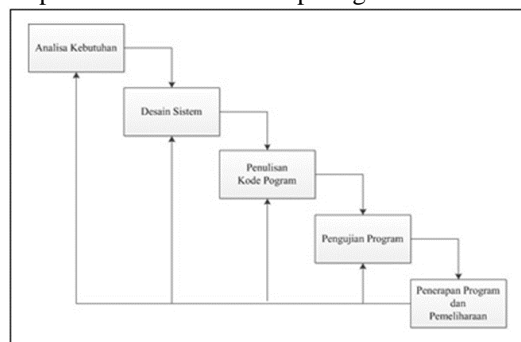 Analisa Kebutuhan
Desain Sistem
Penulisan
Kode Pogram
Pengujian Program
Penerapan Program
dan
Pemeliharaan